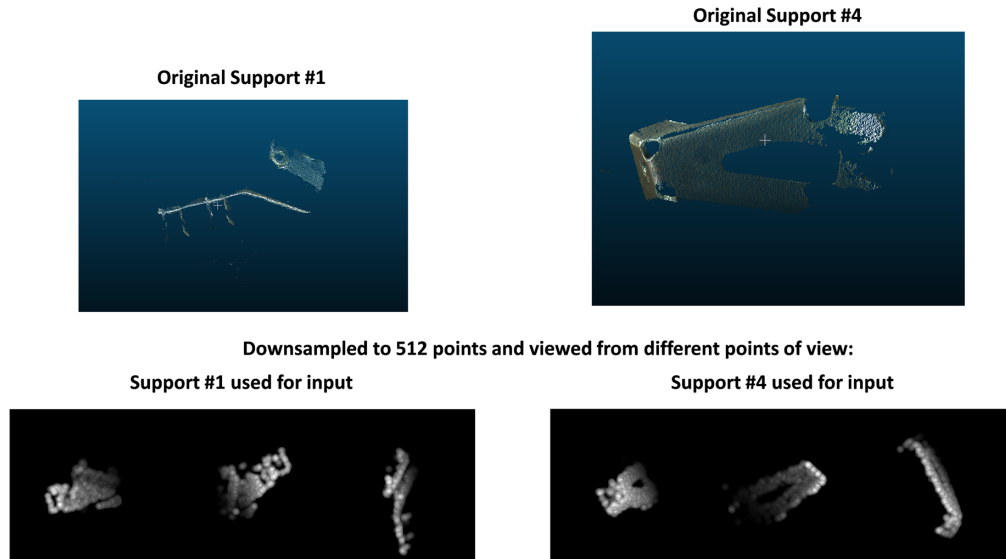 Original Support #4
Original Support #1
Downsampled to 512 points and viewed from different points of view:
Support #1 used for input
Support #4 used for input